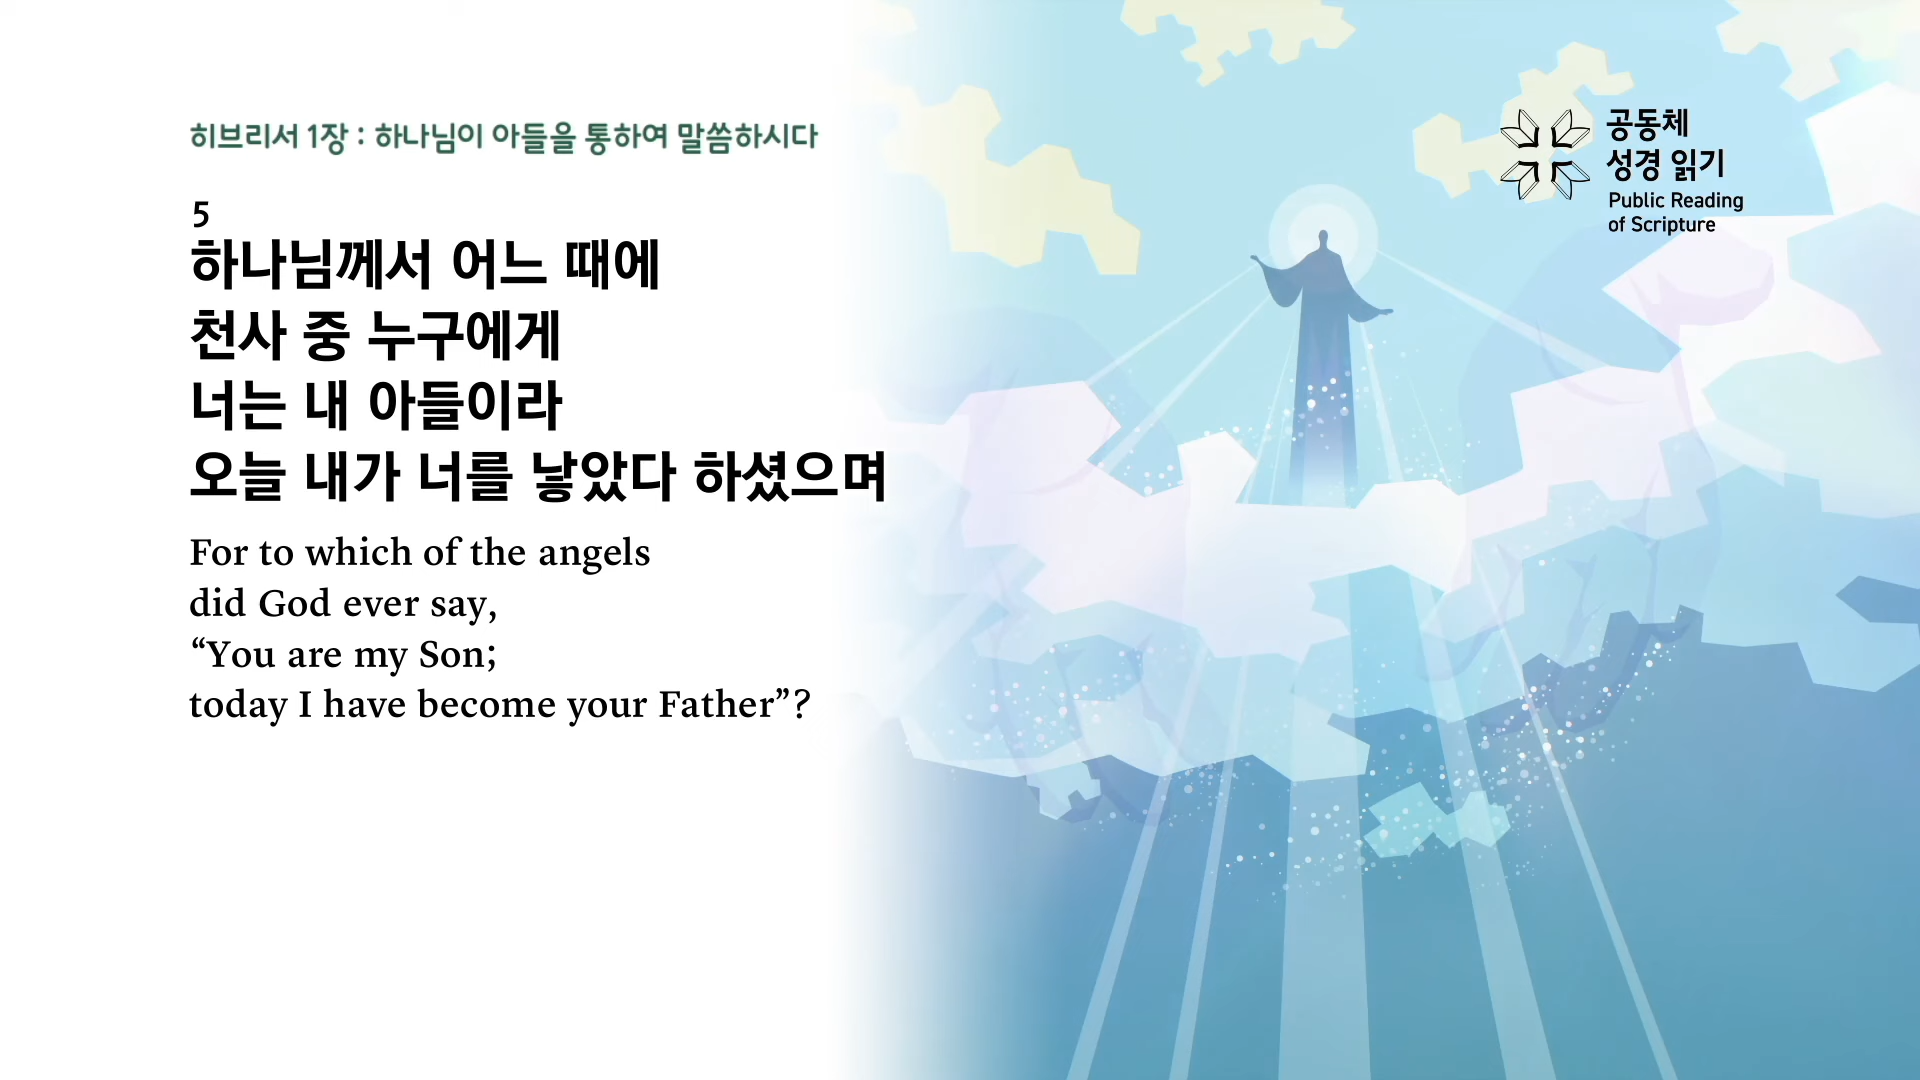 히브리서 1장 : 하나님이 아들을 통하여 말씀하시다
5
하나님께서 어느 때에
천사 중 누구에게
너는 내 아들이라
오늘 내가 너를 낳았다 하셨으며
For to which of the angels
did God ever say,
“You are my Son;
today I have become your Father”?
공동체
성경 읽기
Public Reading
of Scripture